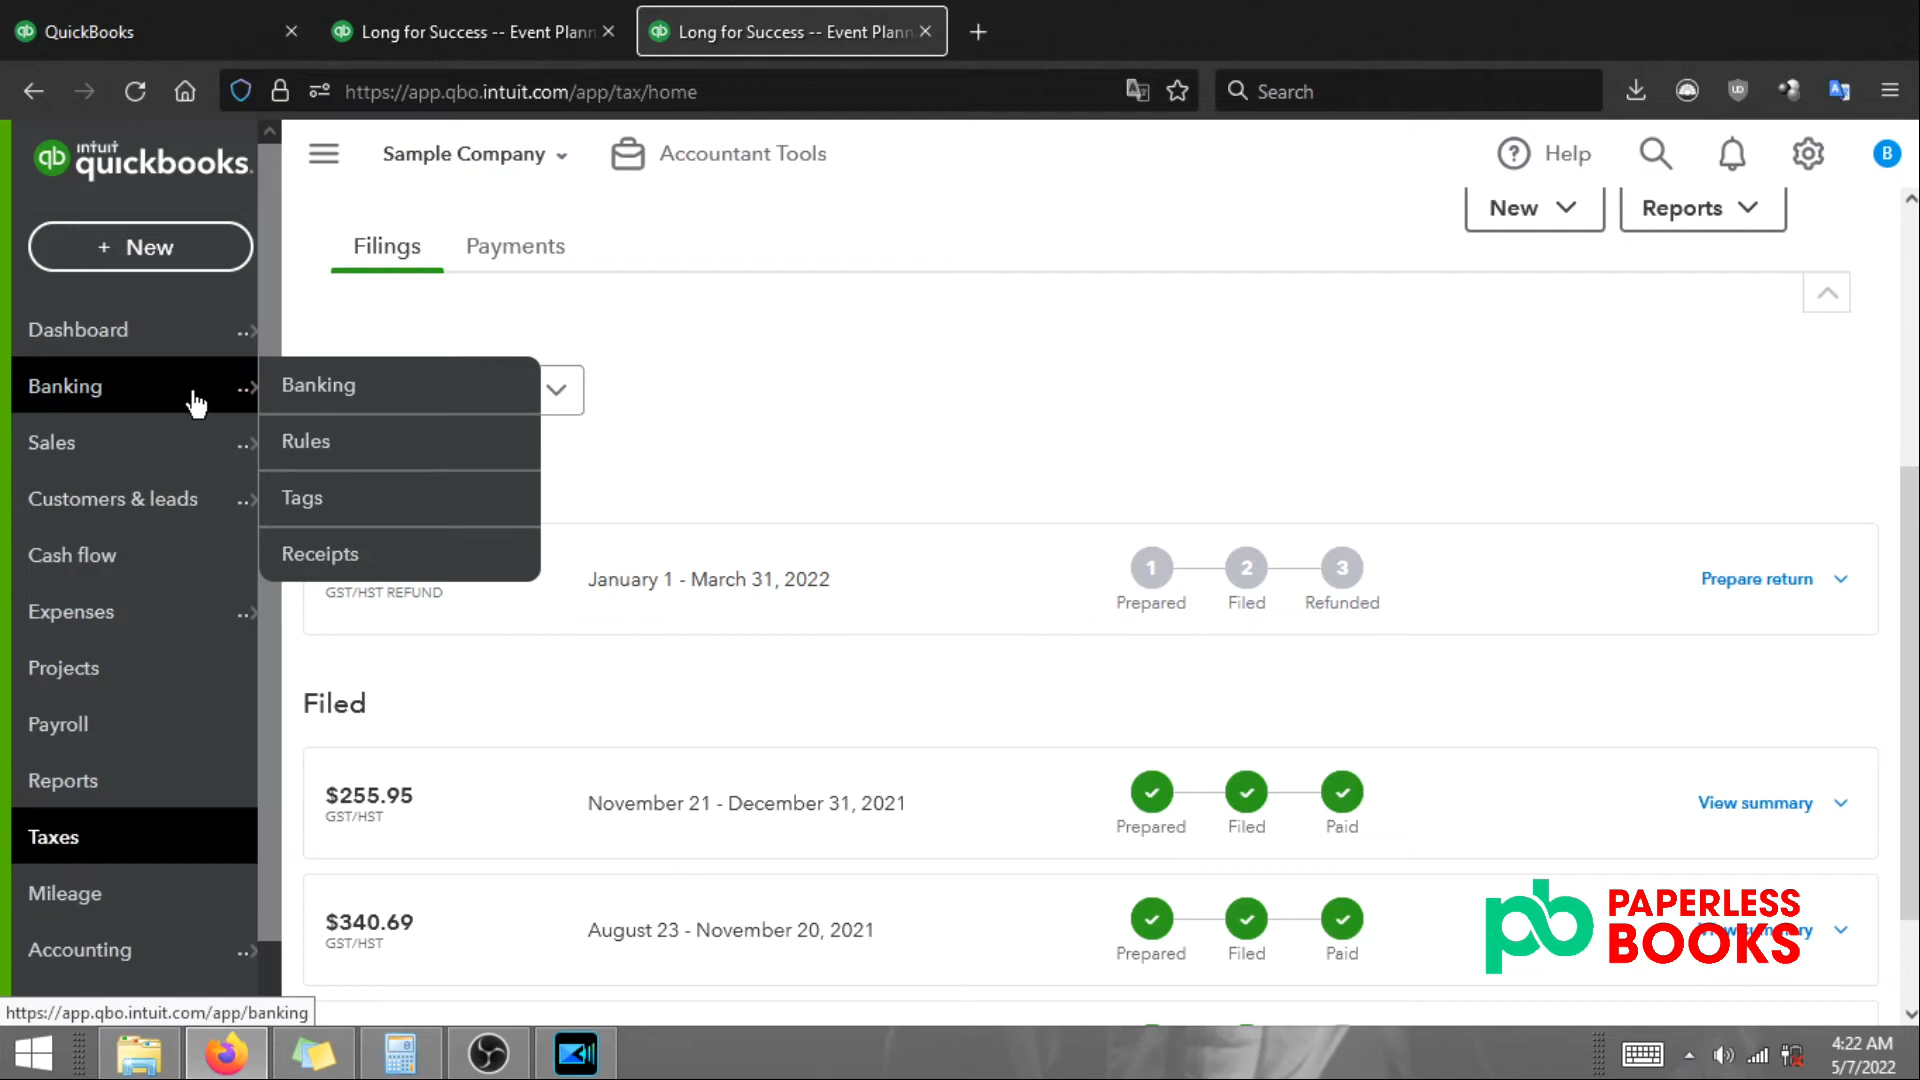 QuickBooks
Long for Success -- Event Plann
Long for Success -- Event Plann
https://app.qbo.intuit.com/app/tax/home
Search
intuit
quickbooks.
Sample Company
Accountant Tools
Help
B
+ New
New
Reports
Filings
Payments
Dashboard
Banking
Sales
Customers & leads
Cash flow
Expenses
Projects
Payroll
Reports
Taxes
Mileage
Accounting
Banking
Rules
Tags
Receipts
GST/HST REFUND
January 1 - March 31, 2022
1
2
3
Prepared
Filed
Refunded
Prepare return
Filed
$255.95
GST/HST
November 21 - December 31, 2021
Prepared
Filed
Paid
View summary
$340.69
GST/HST
August 23 - November 20, 2021
Prepared
Filed
Paid
PAPERLESS
BOOKS
https://app.qbo.intuit.com/app/banking
4:22 AM
5/7/2022